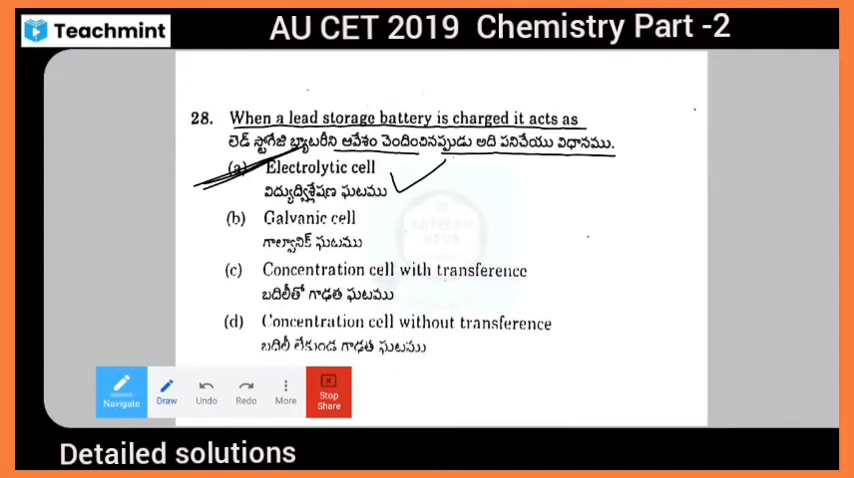 Teachmint
AU CET 2019 Chemistry Part -2
28. When a lead storage battery is charged it acts as
లెడ్ స్టోరేజి బ్యాటరీని ఆవేశం చెందించినప్పుడు అది పనిచేయు విధానము.
(a) Electrolytic cell
విద్యుద్విశ్లేషణ ఘటము
(b) Galvanic cell
గాల్వానిక్ ఘటము
(c) Concentration cell with transference
బదిలీతో గాఢత ఘటము
(d) Concentration cell without transference
బదిలీ లేకుండ గాఢత ఘటము
Navigate Draw Undo Redo More Stop
Share
Detailed solutions